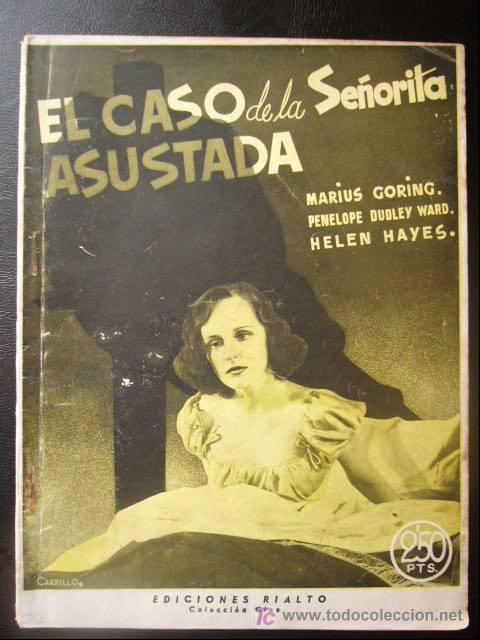 EL CASO de la Señorita
ASUSTADA
MARIUS GORING.
PENELOPE DUDLEY WARD.
HELEN HAYES.
2'50
PTS.
CARRILLO.
EDICIONES RIALTO
Colección Cine
tc www.todocoleccion.net